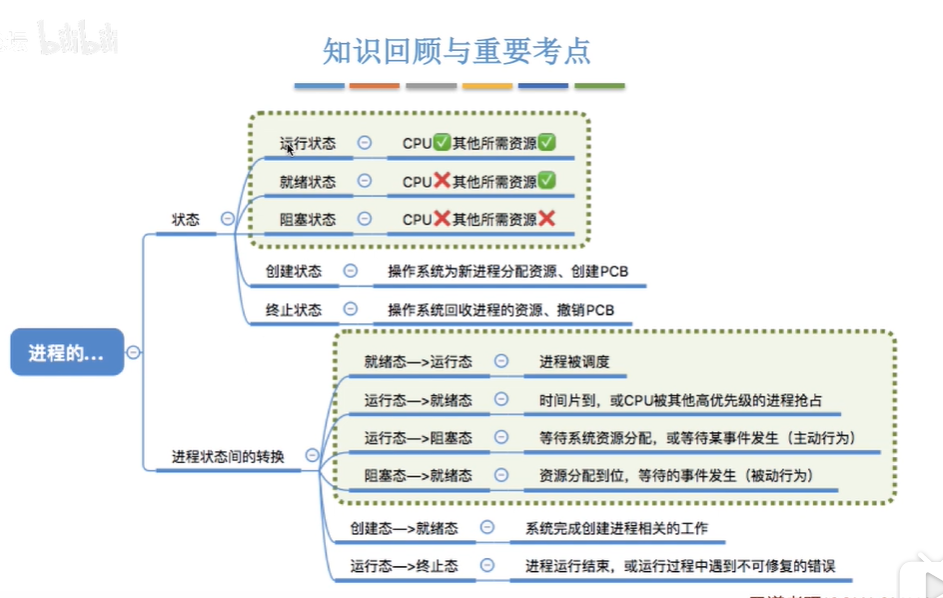 知识回顾与重要考点
运行状态 CPU✅其他所需资源✅
就绪状态 CPU❌其他所需资源✅
阻塞状态 CPU❌其他所需资源❌
状态
创建状态 操作系统为新进程分配资源、创建PCB
终止状态 操作系统回收进程的资源、撤销PCB
进程的...
就绪态—>运行态 进程被调度
运行态—>就绪态 时间片到，或CPU被其他高优先级的进程抢占
运行态—>阻塞态 等待系统资源分配，或等待某事件发生（主动行为）
进程状态间的转换
阻塞态—>就绪态 资源分配到位，等待的事件发生（被动行为）
创建态—>就绪态 系统完成创建进程相关的工作
运行态—>终止态 进程运行结束，或运行过程中遇到不可修复的错误